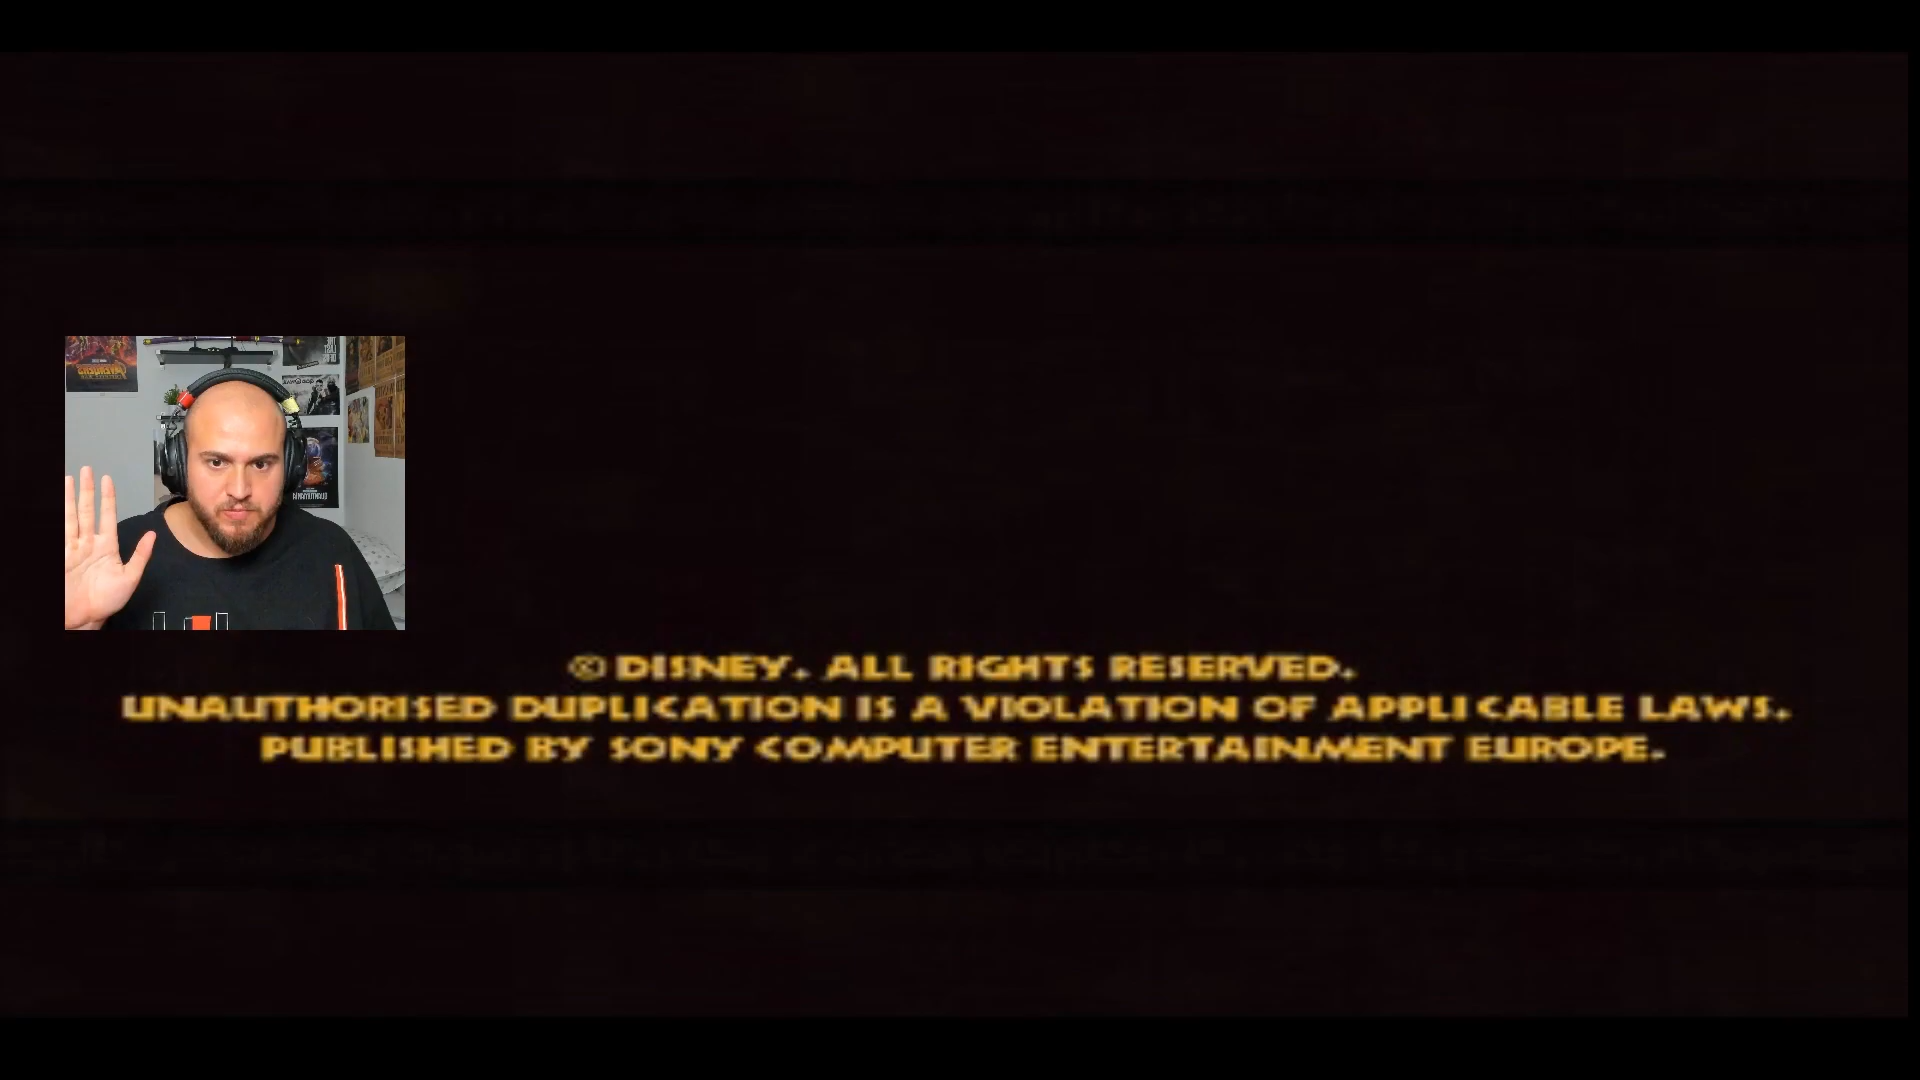 © DISNEY. ALL RIGHTS RESERVED.
UNAUTHORISED DUPLICATION IS A VIOLATION OF APPLICABLE LAWS.
PUBLISHED BY SONY COMPUTER ENTERTAINMENT EUROPE.